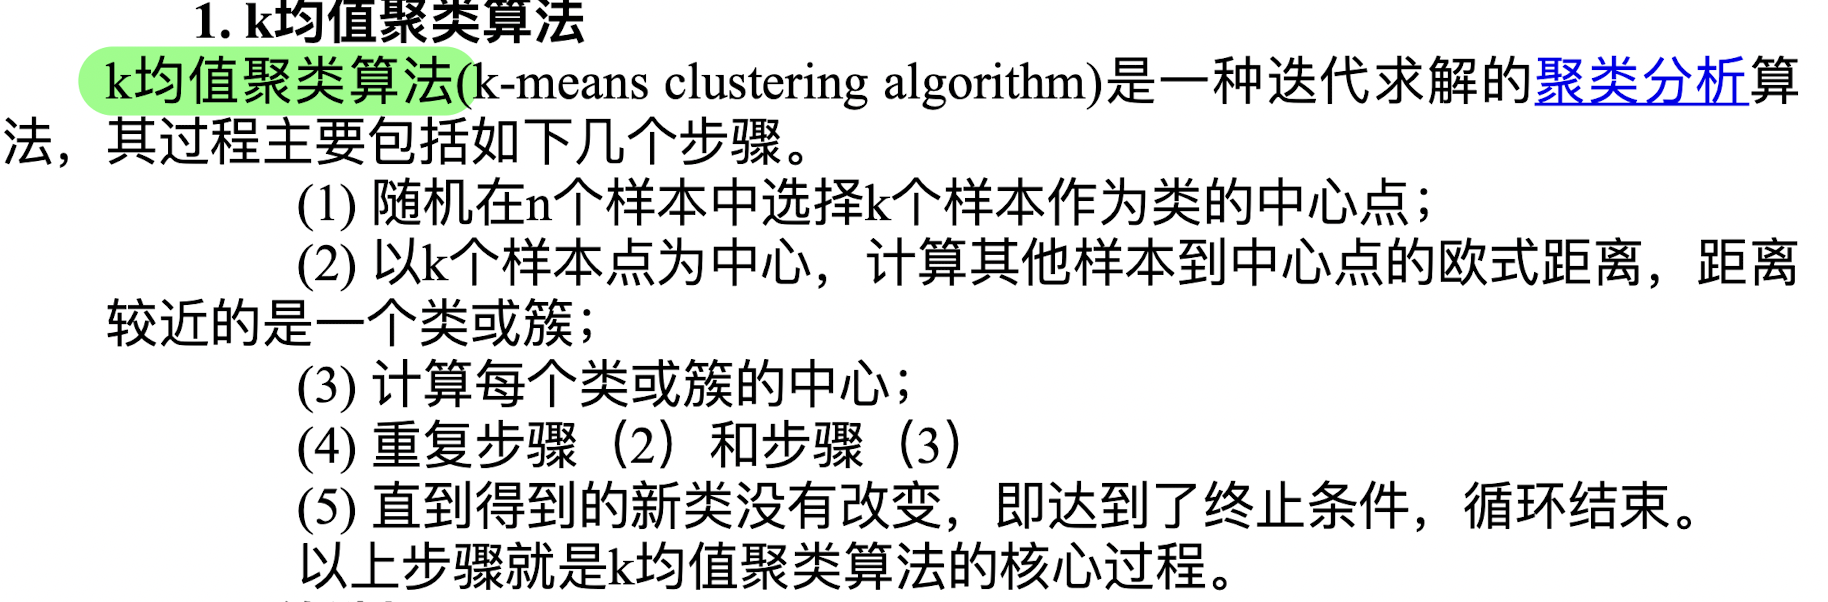 1. k均值聚类算法
k均值聚类算法(k-means clustering algorithm)是一种迭代求解的聚类分析算
法，其过程主要包括如下几个步骤。
(1) 随机在n个样本中选择k个样本作为类的中心点；
(2) 以k个样本点为中心，计算其他样本到中心点的欧式距离，距离
较近的是一个类或簇；
(3) 计算每个类或簇的中心；
(4) 重复步骤（2）和步骤（3）
(5) 直到得到的新类没有改变，即达到了终止条件，循环结束。
以上步骤就是k均值聚类算法的核心过程。